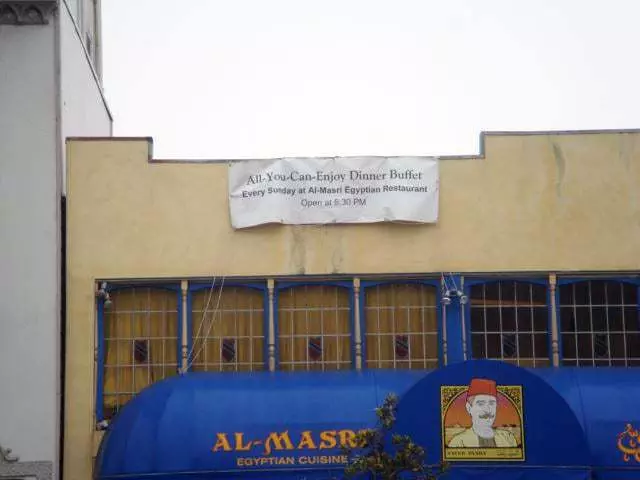 All-You-Can-Enjoy Dinner Buffet
Every Sunday at Al-Masri Egyptian Restaurant
Open at 5:30 PM
AL-MASRI
EGYPTIAN CUISINE